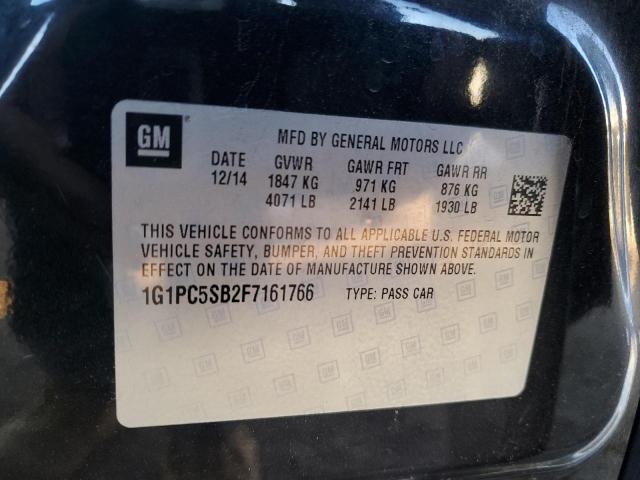 GM
MFD BY GENERAL MOTORS LLC
DATE GVWR GAWR FRT GAWR RR
12/14 1847 KG 971 KG 876 KG
4071 LB 2141 LB 1930 LB
THIS VEHICLE CONFORMS TO ALL APPLICABLE U.S. FEDERAL MOTOR
VEHICLE SAFETY, BUMPER, AND THEFT PREVENTION STANDARDS IN
EFFECT ON THE DATE OF MANUFACTURE SHOWN ABOVE.
1G1PC5SB2F7161766 TYPE: PASS CAR